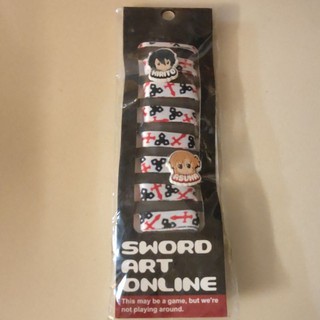 KIRITO
ASUNA
SWORD
ART
ONLINE
This may be a game, but we're
not playing around.